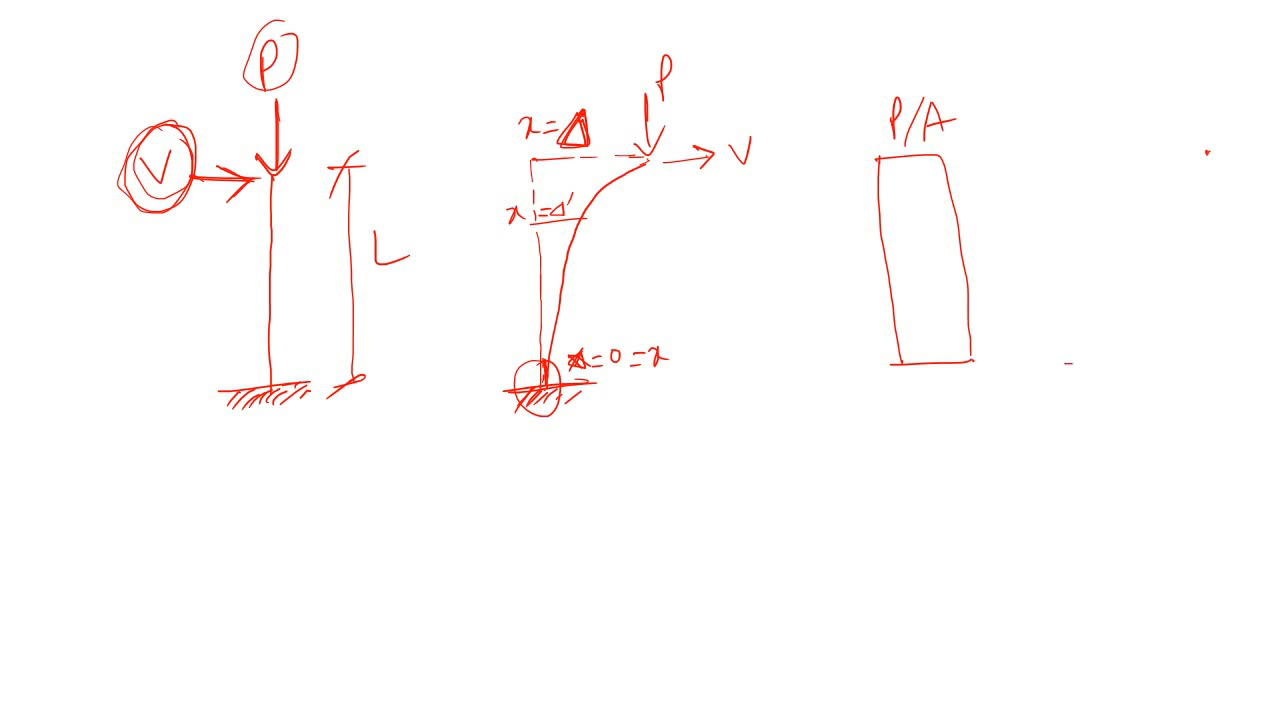 P
V
L
x = Δ
P
V
x = Δ'
= 0 = x
P/A